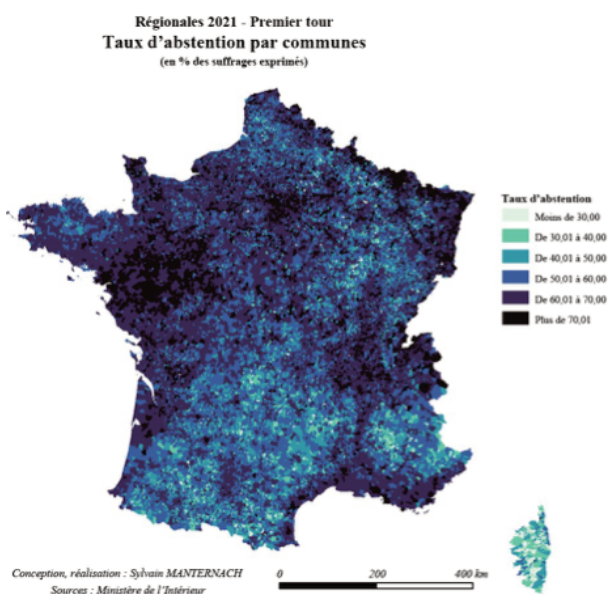 Régionales 2021 - Premier tour
Taux d’abstention par communes
(en % des suffrages exprimés)
Taux d’abstention
Moins de 30,00
De 30,01 à 40,00
De 40,01 à 50,00
De 50,01 à 60,00
De 60,01 à 70,00
Plus de 70,01
Conception, réalisation : Sylvain MANTERNACH
Sources : Ministère de l’Intérieur
0 200 400 km